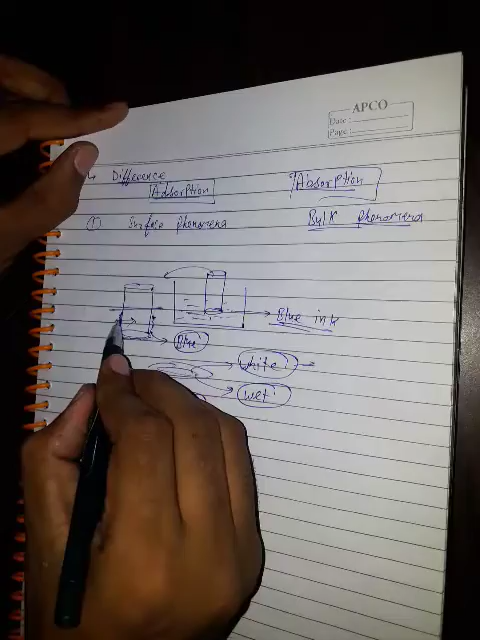 APCO
Date :
Page :
Difference
Adsorption
Absorption
① Surface phenomena
Bulk phenomena
Blue ink
Blue
white
wet